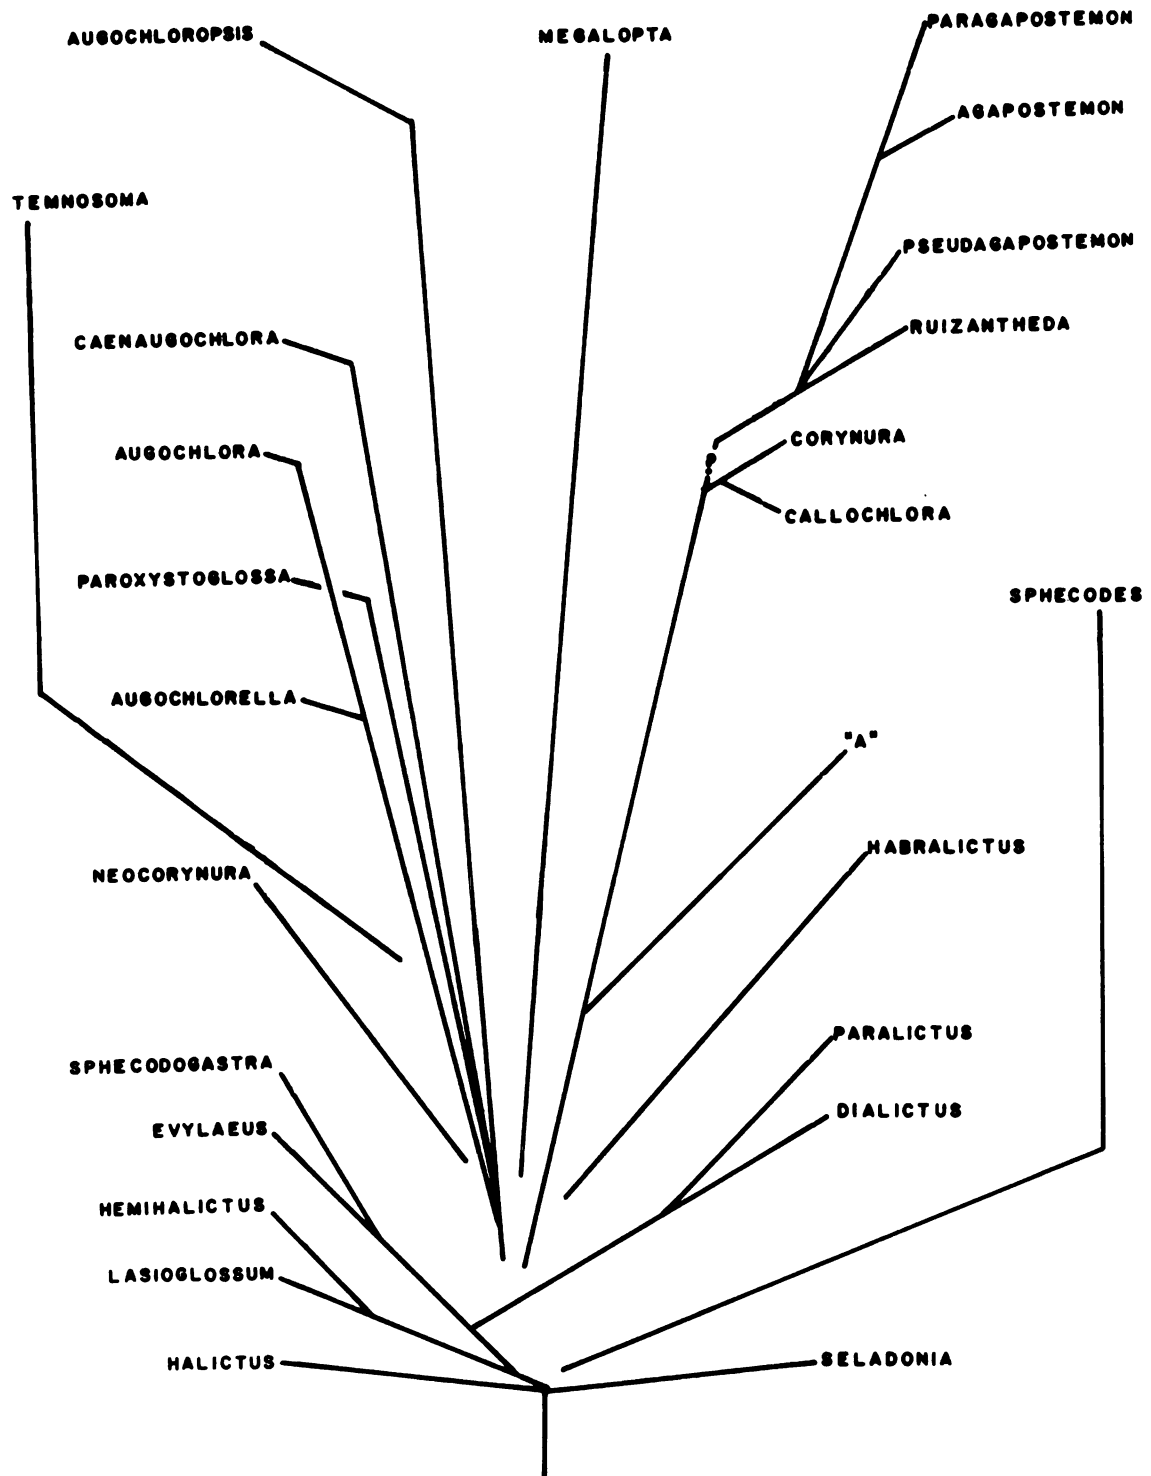 PARAGAPOSTEMON
AUGOCHLOROPSIS
MEGALOPTA
AGAPOSTEMON
TEMNOSOMA
PSEUDAGAPOSTEMON
RUIZANTHEDA
CAENAUGOCHLORA
CORYNURA
AUGOCHLORA
?
CALLOCHLORA
PAROXYSTOGLOSSA
SPHECODES
AUGOCHLORELLA
"A"
HABRALICTUS
NEOCORYNURA
PARALICTUS
SPHECODOGASTRA
DIALICTUS
EVYLAEUS
HEMIHALICTUS
LASIOGLOSSUM
HALICTUS
SELADONIA